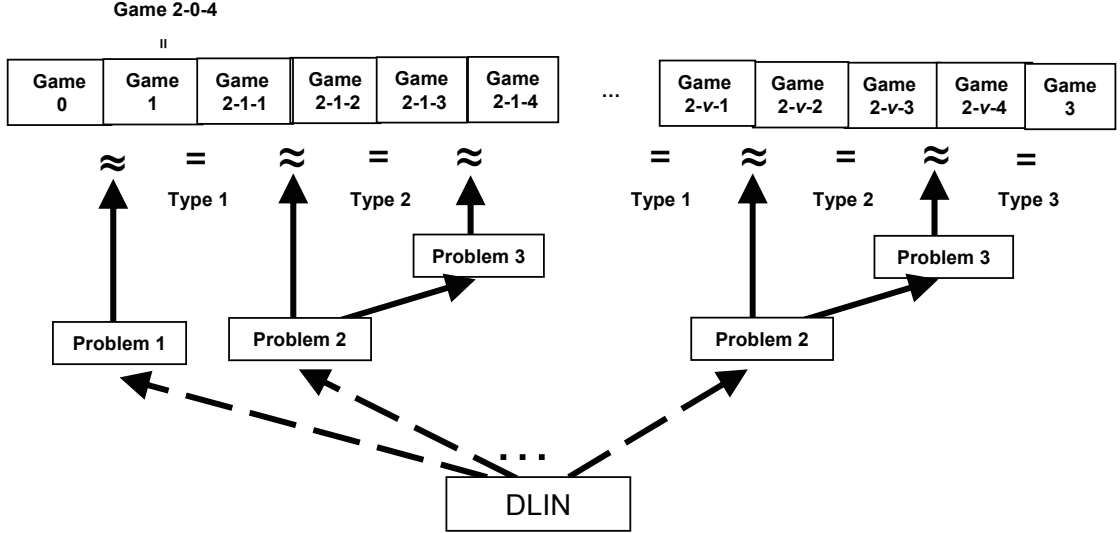 Game 2-0-4
=
Game Game Game Game Game Game Game Game Game Game Game
0 1 2-1-1 2-1-2 2-1-3 2-1-4 ... 2-v-1 2-v-2 2-v-3 2-v-4 3
≈ = ≈ = ≈ = ≈ = ≈ =
Type 1 Type 2 Type 1 Type 2 Type 3
Problem 3 Problem 3
Problem 1 Problem 2 Problem 2
...
DLIN